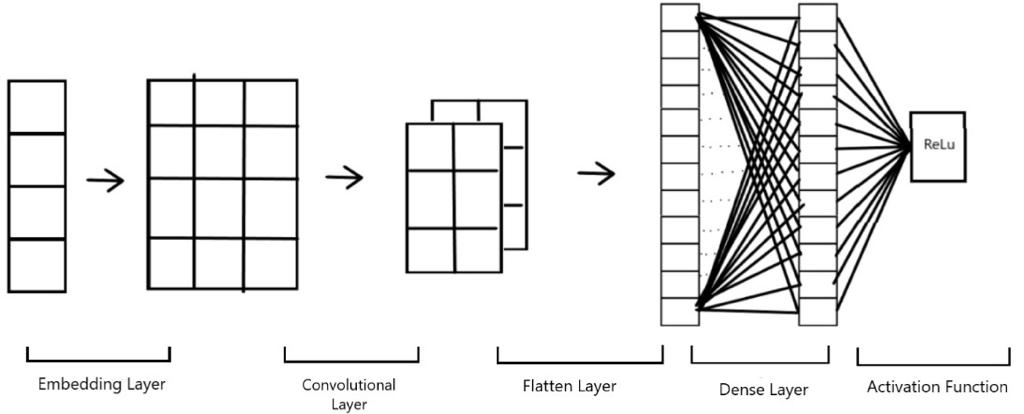 ReLu
Embedding Layer
Convolutional
Layer
Flatten Layer
Dense Layer
Activation Function